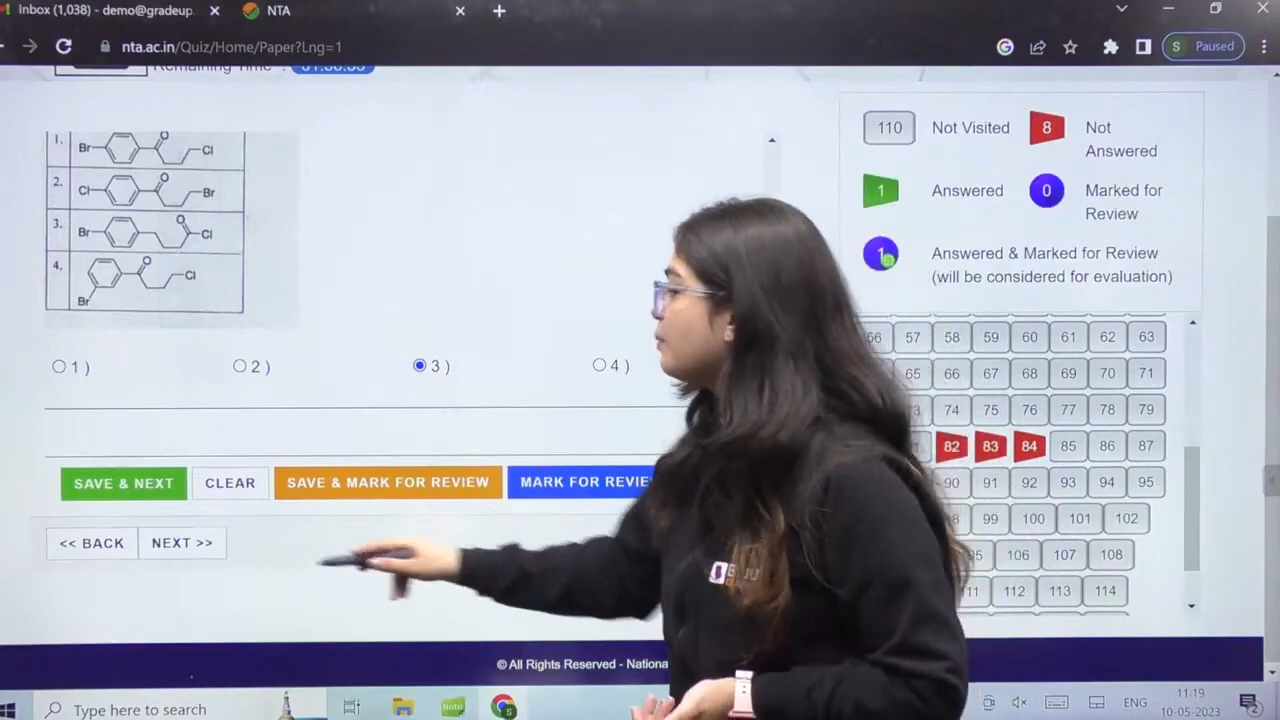 Inbox (1,038) - demo@gradeup.
NTA
nta.ac.in/Quiz/Home/Paper?Lng=1
S Paused
Remaining Time :
1. Br O Cl
2. Cl O Br
3. Br O Cl
4. O Cl
Br
1 )
2 )
3 )
4 )
SAVE & NEXT
CLEAR
SAVE & MARK FOR REVIEW
MARK FOR REVIE
<< BACK
NEXT >>
110 Not Visited
8 Not
Answered
1 Answered
0 Marked for
Review
1 Answered & Marked for Review
(will be considered for evaluation)
57 58 59 60 61 62 63
65 66 67 68 69 70 71
74 75 76 77 78 79
82 83 84 85 86 87
90 91 92 93 94 95
99 100 101 102
106 107 108
112 113 114
© All Rights Reserved - Nationa
Type here to search
ENG
11:19
10-05-2023
2